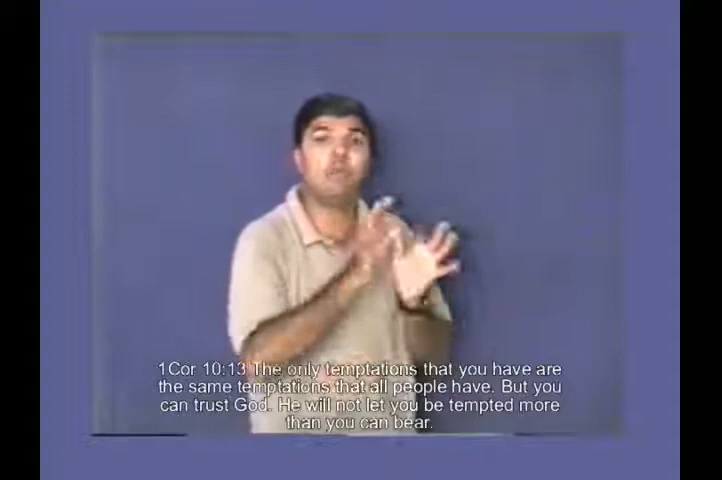 1Cor 10:13 The only temptations that you have are
the same temptations that all people have. But you
can trust God. He will not let you be tempted more
than you can bear.